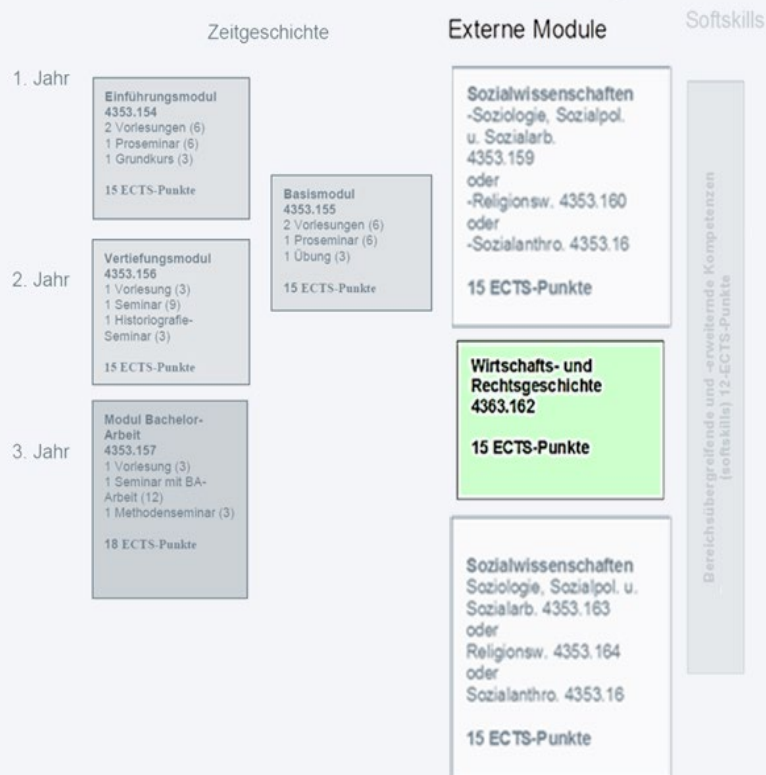 Zeitgeschichte
Externe Module
Softskills
1. Jahr
Einführungsmodul
4353.154
2 Vorlesungen (6)
1 Proseminar (6)
1 Grundkurs (3)
15 ECTS-Punkte
Basismodul
4353.155
2 Vorlesungen (6)
1 Proseminar (6)
1 Übung (3)
15 ECTS-Punkte
2. Jahr
Vertiefungsmodul
4353.156
1 Vorlesung (3)
1 Seminar (9)
1 Historiografie-
Seminar (3)
15 ECTS-Punkte
3. Jahr
Modul Bachelor-
Arbeit
4353.157
1 Vorlesung (3)
1 Seminar mit BA-
Arbeit (12)
1 Methodenseminar (3)
18 ECTS-Punkte
Sozialwissenschaften
-Soziologie, Sozialpol.
u. Sozialarb.
4353.159
oder
-Religionsw. 4353.160
oder
-Sozialanthro. 4353.16
15 ECTS-Punkte
Wirtschafts- und
Rechtsgeschichte
4363.162
15 ECTS-Punkte
Sozialwissenschaften
Soziologie, Sozialpol. u.
Sozialarb. 4353.163
oder
Religionsw. 4353.164
oder
Sozialanthro. 4353.16
15 ECTS-Punkte
Bereichsübergreifende und -erweiternde Kompetenzen
(softskills) 12-ECTS-Punkte